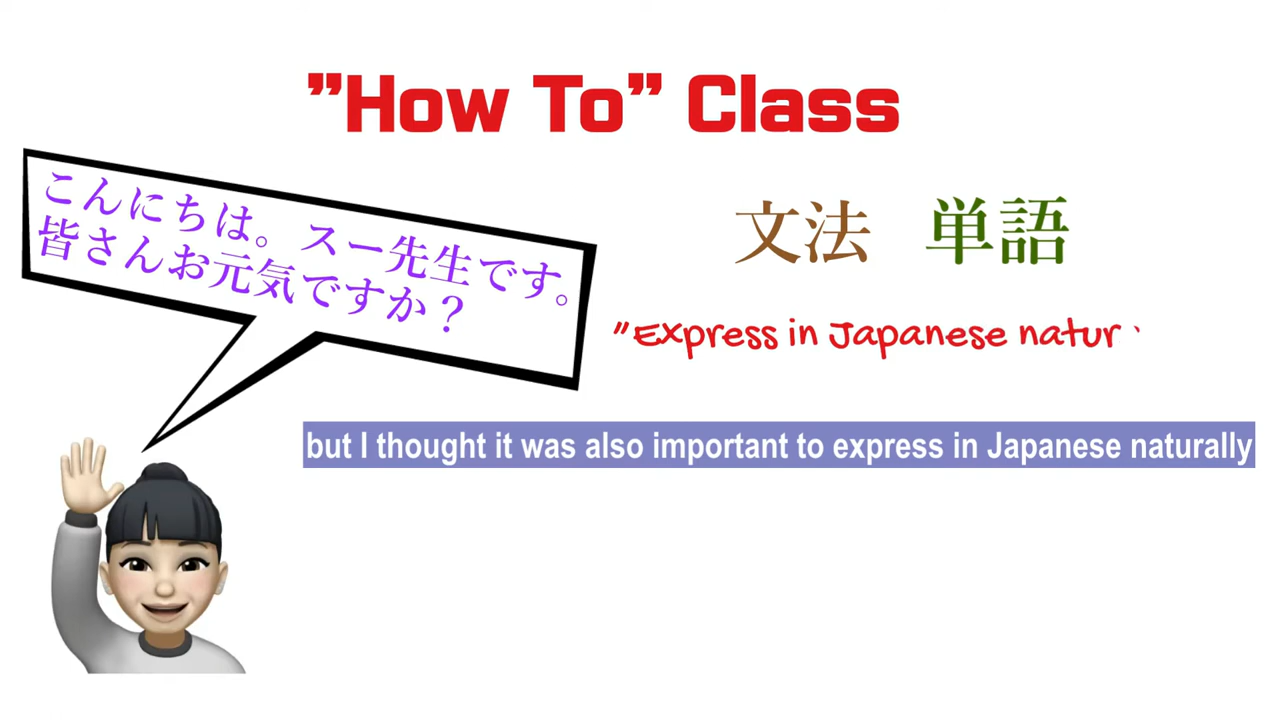 "How To" Class
こんにちは。スー先生です。
皆さんお元気ですか？
文法 単語
"Express in Japanese natur
but I thought it was also important to express in Japanese naturally